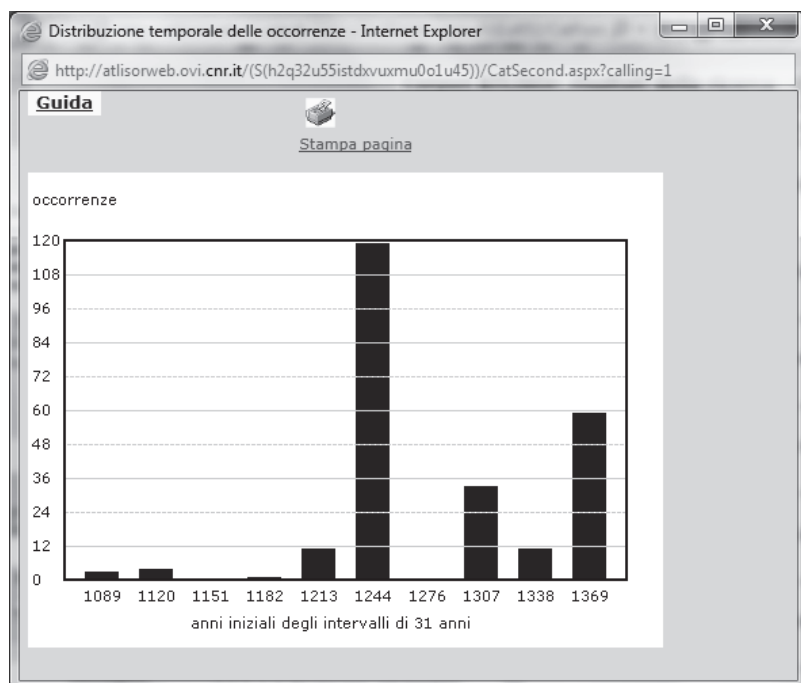 Distribuzione temporale delle occorrenze - Internet Explorer
http://atlisorweb.ovi.cnr.it/(S(h2q32u55istdxvuxmu0o1u45))/CatSecond.aspx?calling=1
Guida
Stampa pagina
occorrenze
120
108
96
84
72
60
48
36
24
12
0
1089 1120 1151 1182 1213 1244 1276 1307 1338 1369
anni iniziali degli intervalli di 31 anni